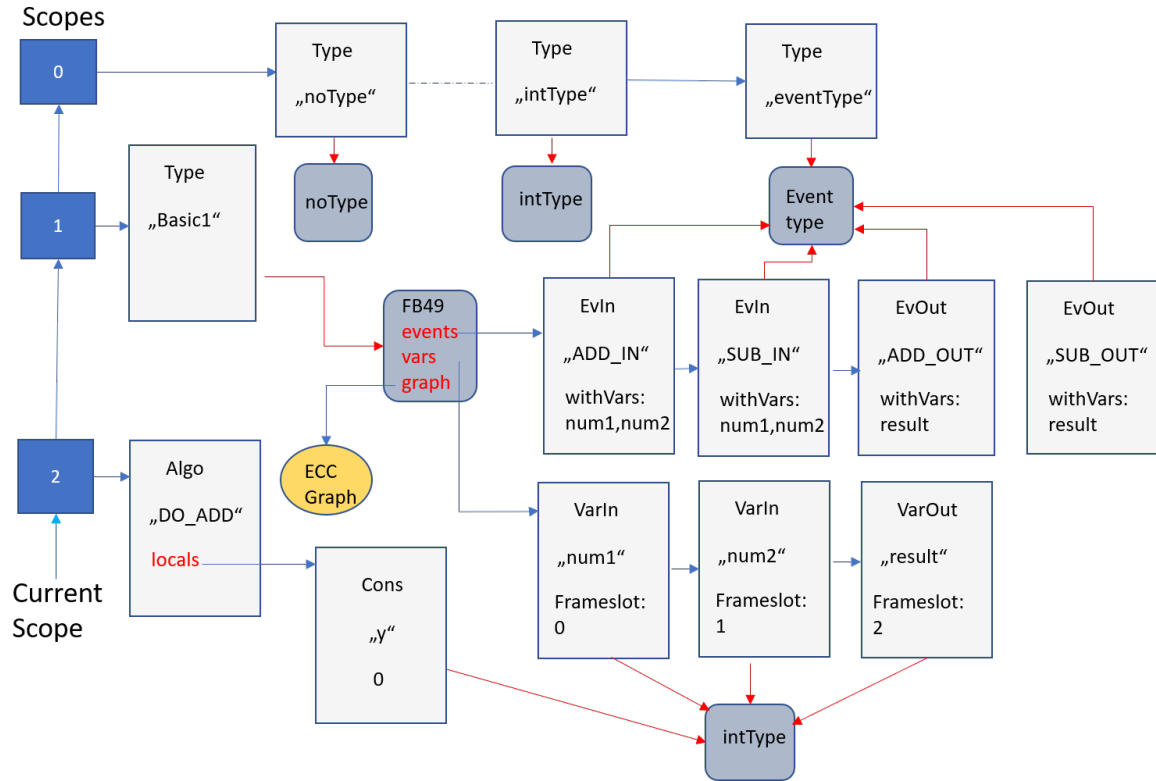 Scopes
0
Type
„noType“
Type
„intType“
Type
„eventType“
noType
intType
Event
type
1
Type
„Basic1“
FB49
events
vars
graph
EvIn
„ADD_IN“
withVars:
num1,num2
EvIn
„SUB_IN“
withVars:
num1,num2
EvOut
„ADD_OUT“
withVars:
result
EvOut
„SUB_OUT“
withVars:
result
2
Algo
„DO_ADD“
locals
ECC
Graph
VarIn
„num1“
Frameslot:
0
VarIn
„num2“
Frameslot:
1
VarOut
„result“
Frameslot:
2
Current
Scope
Cons
„y“
0
intType